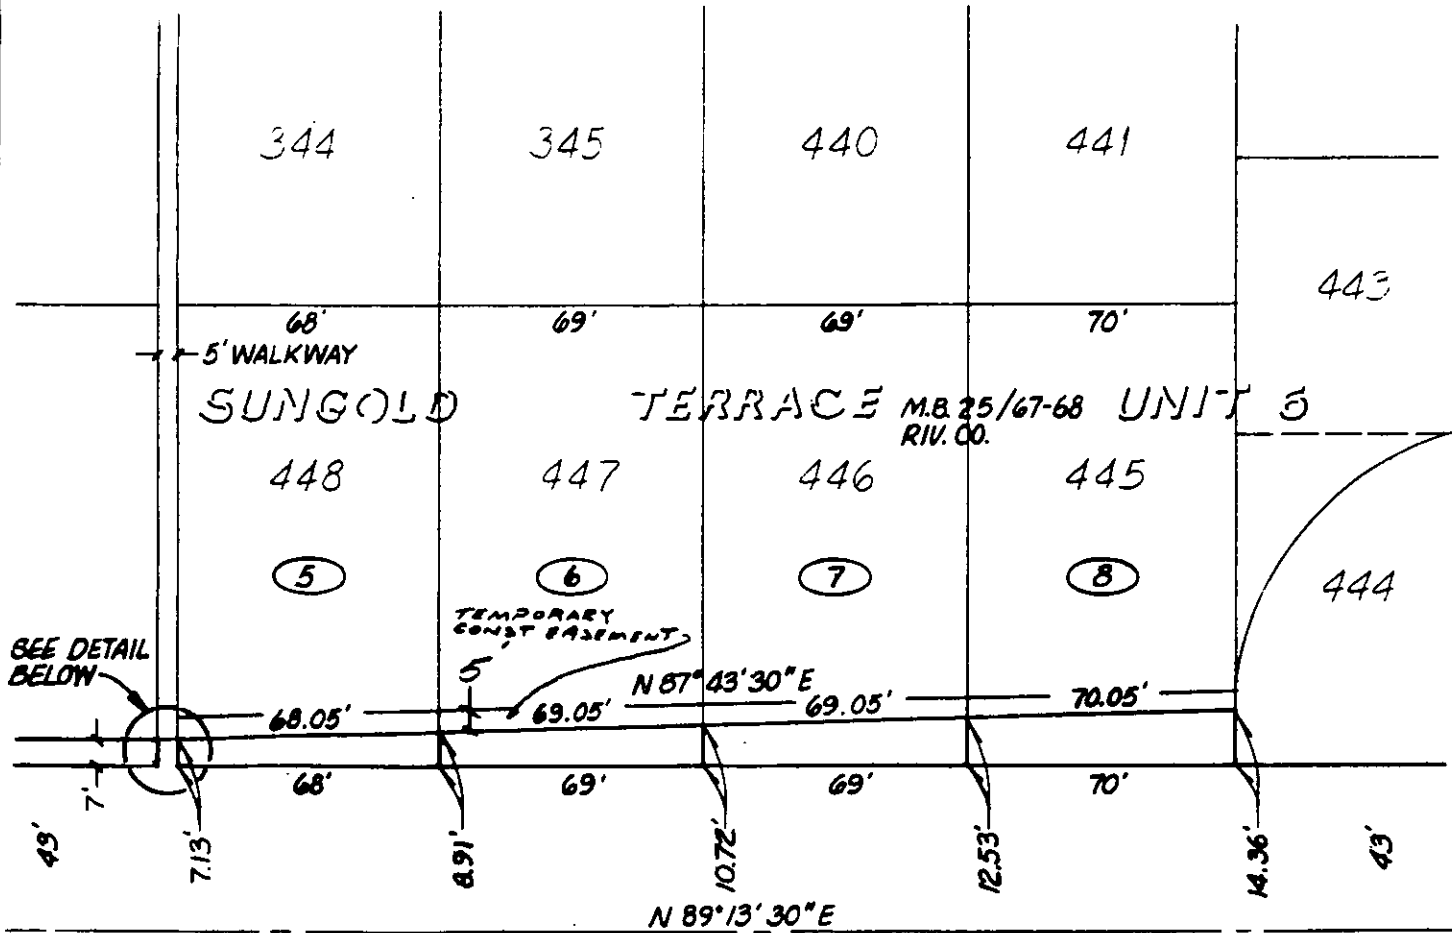 344 345 440 441
443
68' 69' 69' 70'
5' WALKWAY
SUNGOLD TERRACE M.B. 25/67-68 UNIT 5
RIV. CO.
448 447 446 445
5 6 7 8
444
TEMPORARY
CONST EASEMENT
SEE DETAIL
BELOW
5'
N 87°43'30"E
68.05' 69.05' 69.05' 70.05'
68' 69' 69' 70'
7'
43' 7.13' 8.91' 10.72' 12.53' 14.36' 43'
N 89°13'30"E